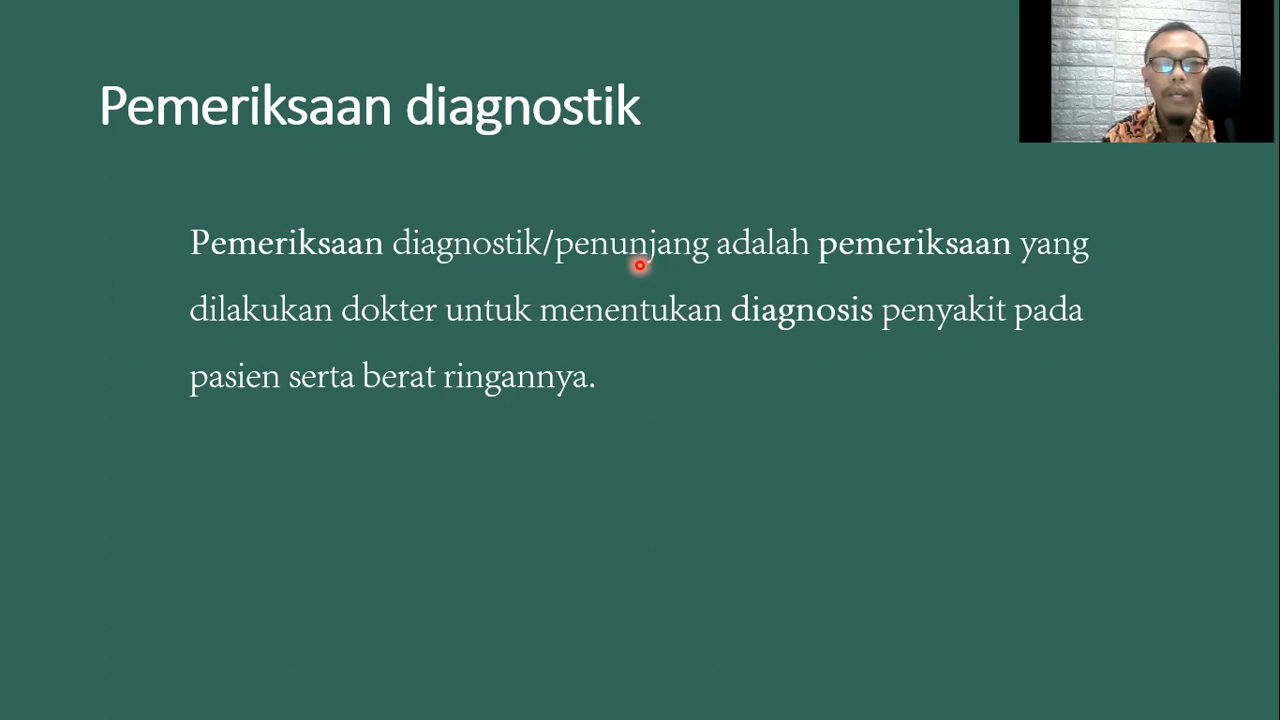 Pemeriksaan diagnostik
Pemeriksaan diagnostik/penunjang adalah pemeriksaan yang
dilakukan dokter untuk menentukan diagnosis penyakit pada
pasien serta berat ringannya.